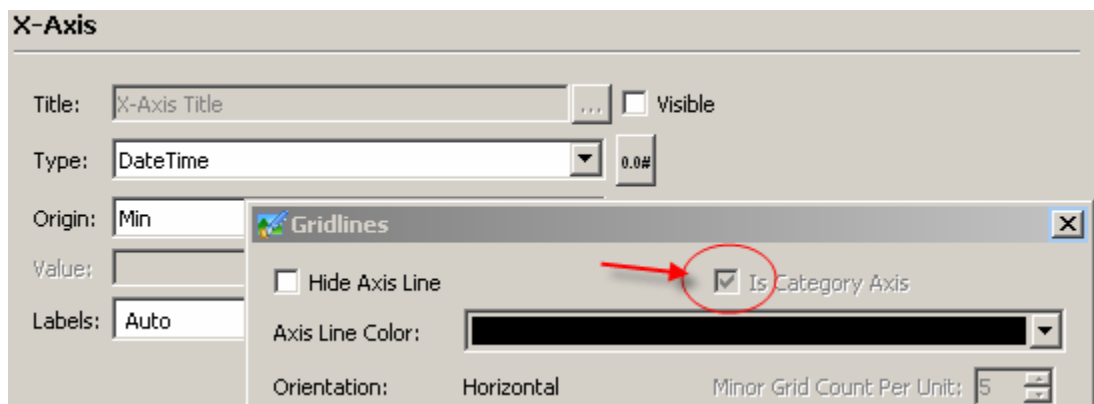 X-Axis
Title: X-Axis Title ... Visible
Type: DateTime 0.0#
Origin: Min
Gridlines
Value:
Hide Axis Line Is Category Axis
Labels: Auto
Axis Line Color:
Orientation: Horizontal Minor Grid Count Per Unit: 5